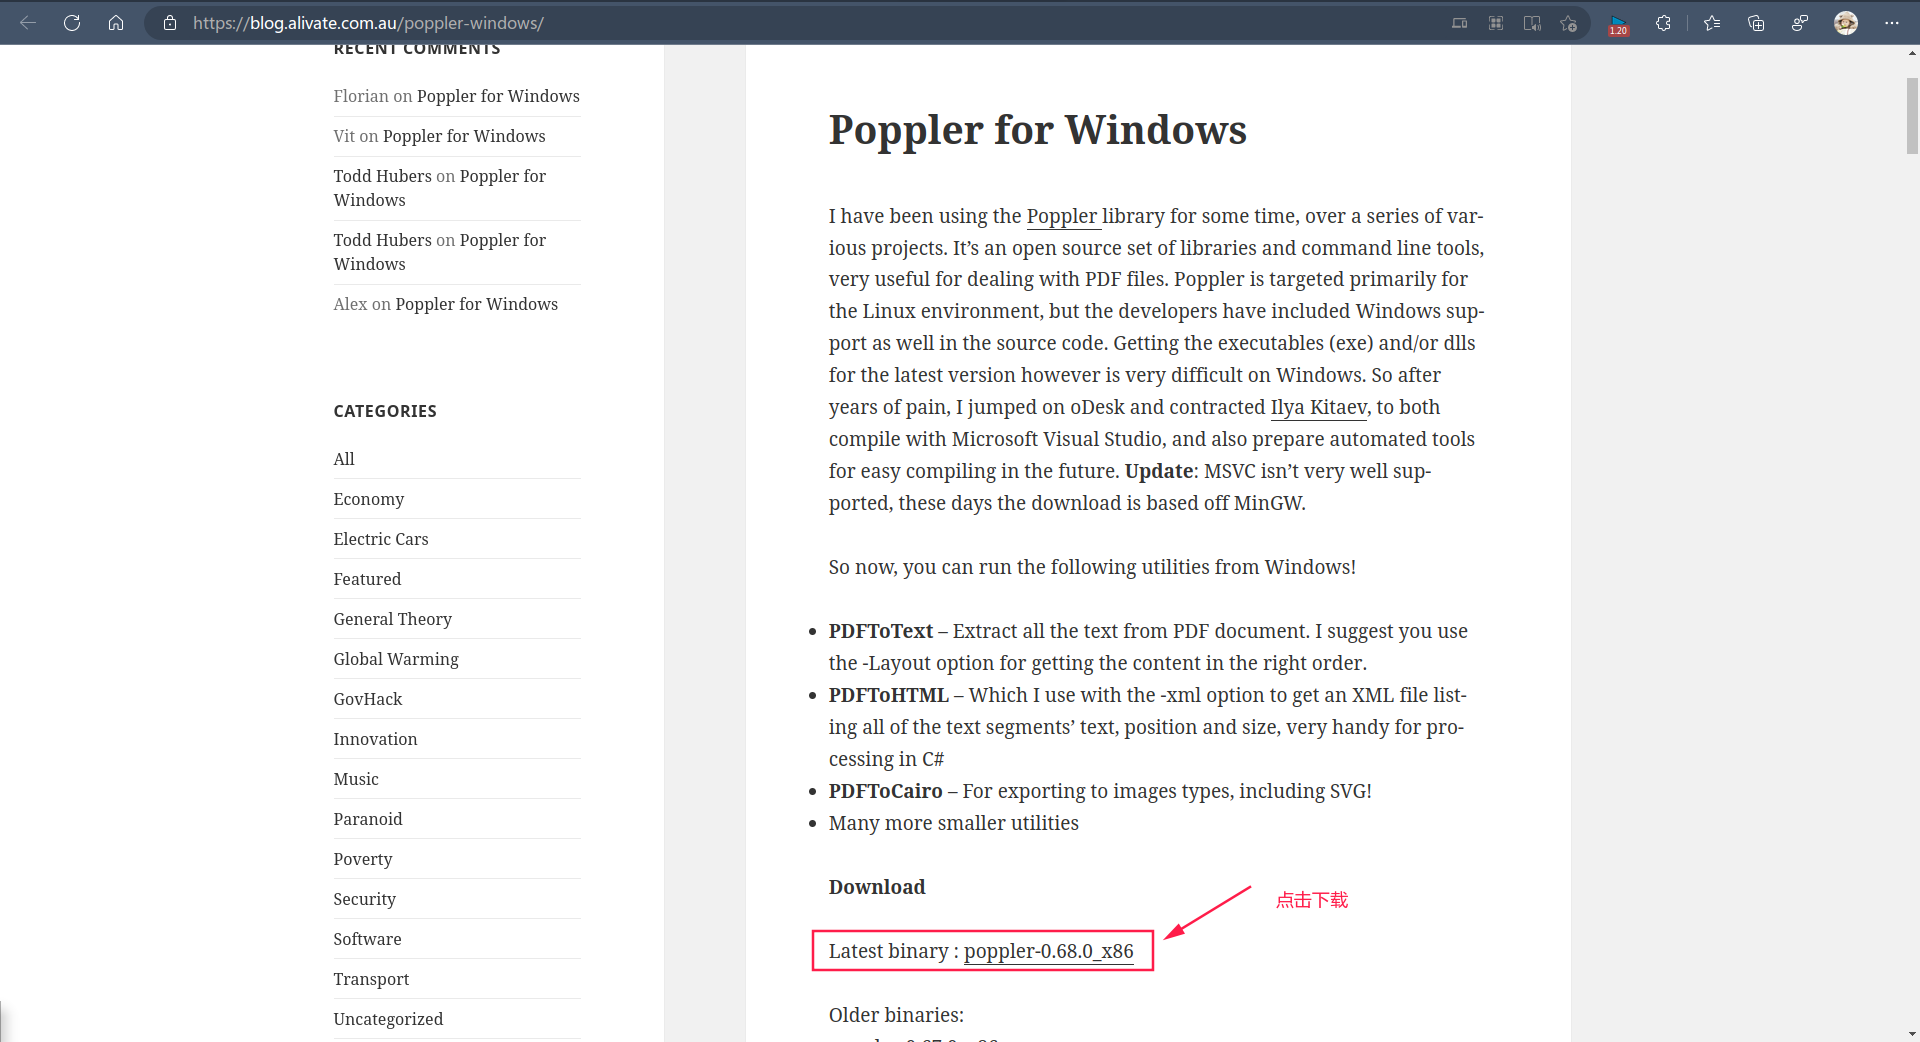 https://blog.alivate.com.au/poppler-windows/
1.20
RECENT COMMENTS
Florian on Poppler for Windows
Vit on Poppler for Windows
Todd Hubers on Poppler for
Windows
Todd Hubers on Poppler for
Windows
Alex on Poppler for Windows
CATEGORIES
All
Economy
Electric Cars
Featured
General Theory
Global Warming
GovHack
Innovation
Music
Paranoid
Poverty
Security
Software
Transport
Uncategorized
Poppler for Windows
I have been using the Poppler library for some time, over a series of var-
ious projects. It’s an open source set of libraries and command line tools,
very useful for dealing with PDF files. Poppler is targeted primarily for
the Linux environment, but the developers have included Windows sup-
port as well in the source code. Getting the executables (exe) and/or dlls
for the latest version however is very difficult on Windows. So after
years of pain, I jumped on oDesk and contracted Ilya Kitaev, to both
compile with Microsoft Visual Studio, and also prepare automated tools
for easy compiling in the future. Update: MSVC isn’t very well sup-
ported, these days the download is based off MinGW.
So now, you can run the following utilities from Windows!
• PDFToText – Extract all the text from PDF document. I suggest you use
the -Layout option for getting the content in the right order.
• PDFToHTML – Which I use with the -xml option to get an XML file list-
ing all of the text segments’ text, position and size, very handy for pro-
cessing in C#
• PDFToCairo – For exporting to images types, including SVG!
• Many more smaller utilities
Download
点击下载
Latest binary : poppler-0.68.0_x86
Older binaries: